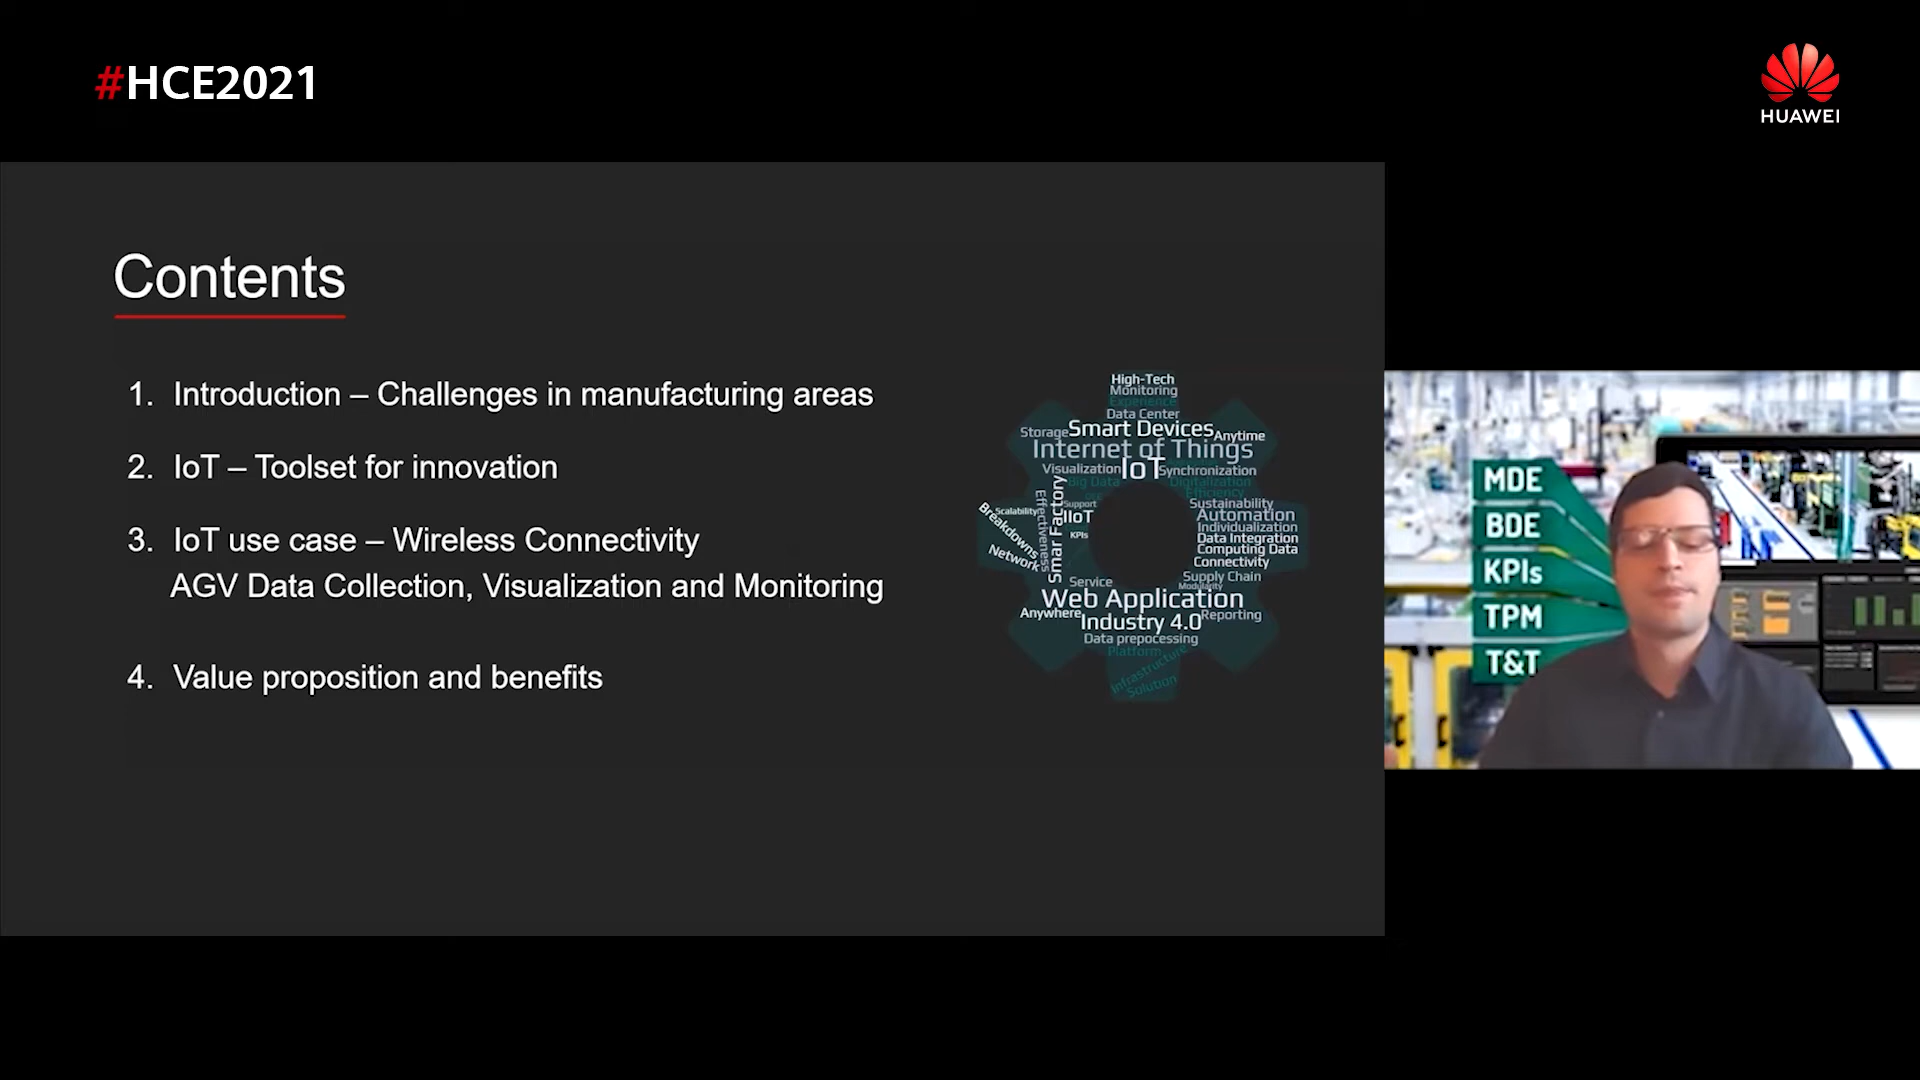 #HCE2021
HUAWEI
Contents
1. Introduction – Challenges in manufacturing areas
2. IoT – Toolset for innovation
3. IoT use case – Wireless Connectivity
AGV Data Collection, Visualization and Monitoring
4. Value proposition and benefits
High-Tech
Monitoring
Experience
Data Center
Storage
Smart Devices
Anytime
Internet of Things
Visualization
IoT
Synchronization
Big Data
Digitalization
Efficiency
Scalability
Support
Sustainability
Breakdowns
Effectiveness
Smar Factory
IIoT
Automation
Individualization
KPIs
Data Integration
Network
Computing Data
Connectivity
Service
Supply Chain
Modularity
Web Application
Anywhere
Industry 4.0
Reporting
Data prepocessing
Platform
Infrastructure
Solution
MDE
BDE
KPIs
TPM
T&T